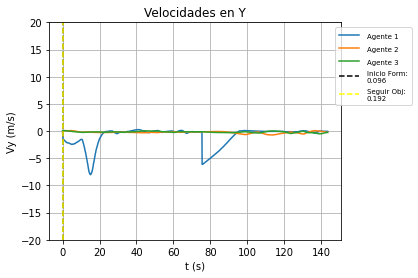 Velocidades en Y
Vy (m/s)
20
15
10
5
0
−5
−10
−15
−20
0
20
40
60
80
100
120
140
t (s)
Agente 1
Agente 2
Agente 3
Inicio Form:
0.096
Seguir Obj:
0.192